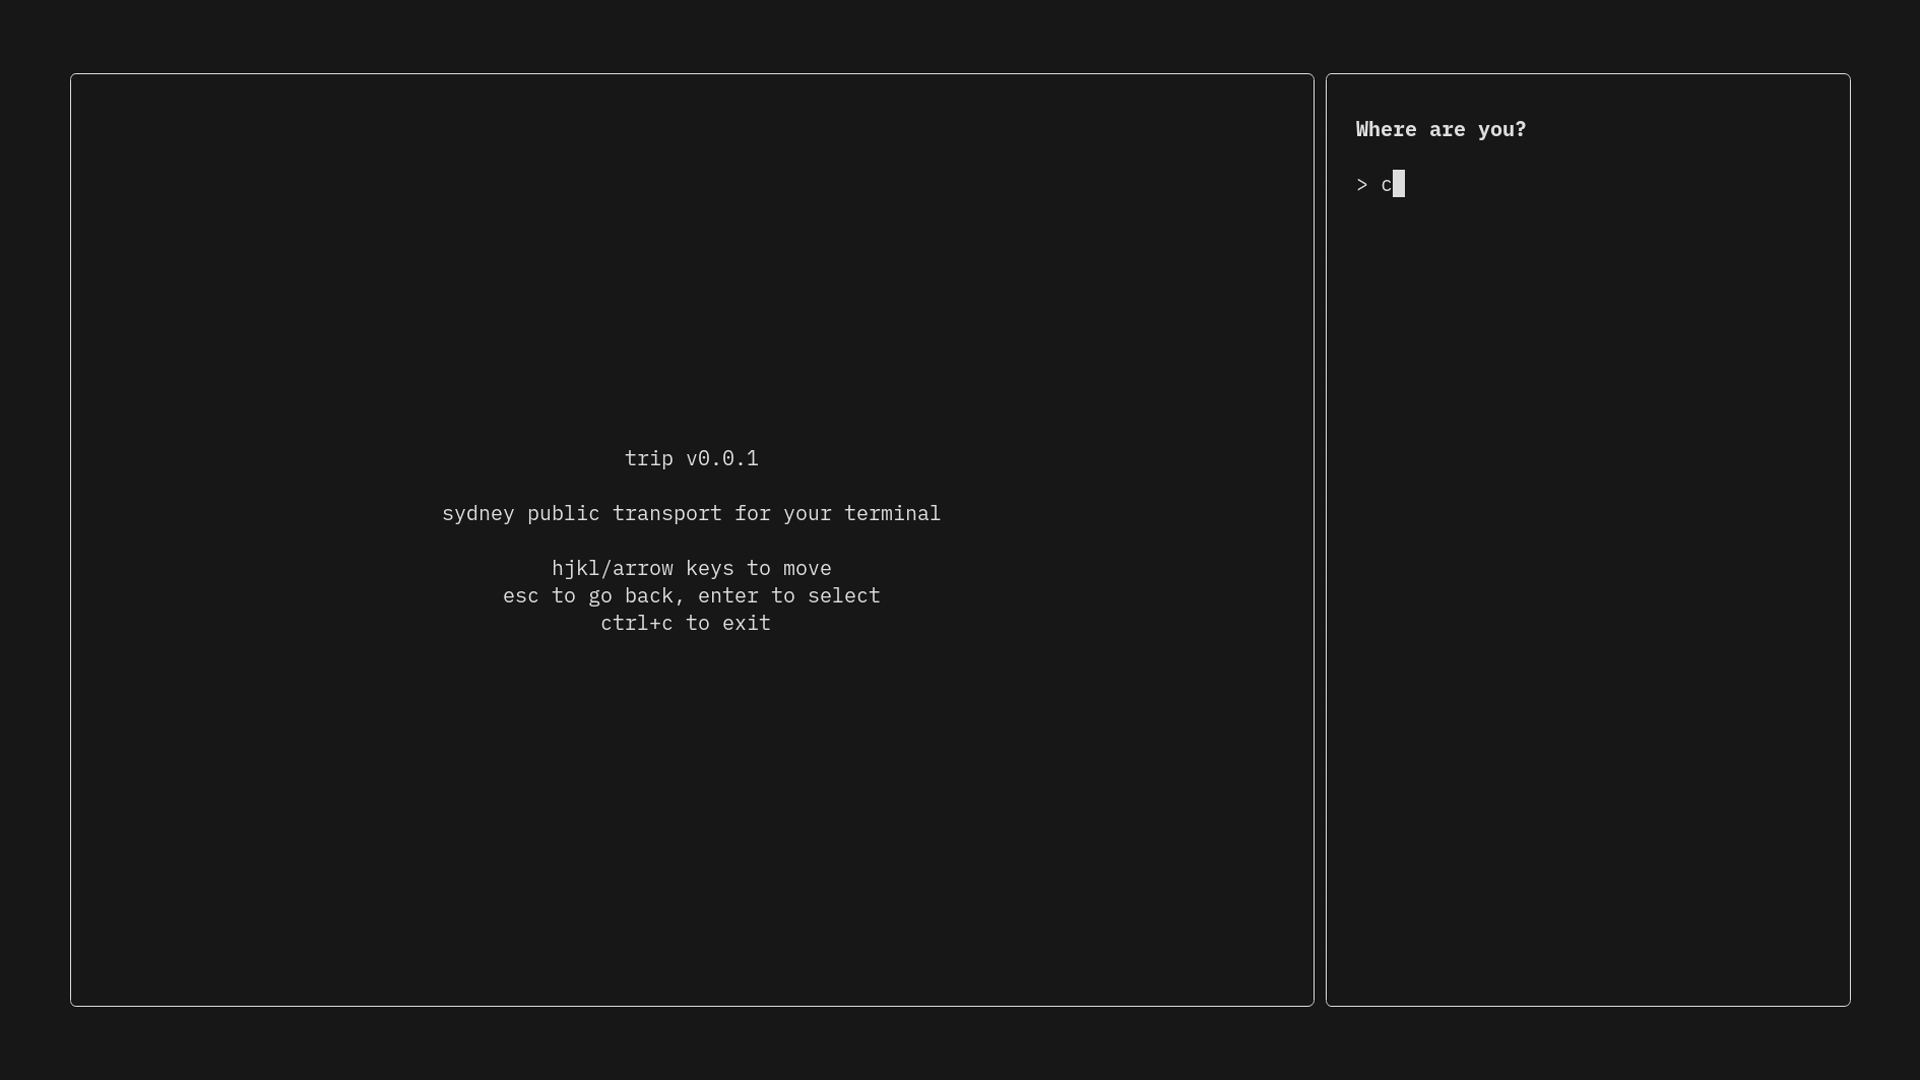 trip v0.0.1
sydney public transport for your terminal
hjkl/arrow keys to move
esc to go back, enter to select
ctrl+c to exit
Where are you?
> c